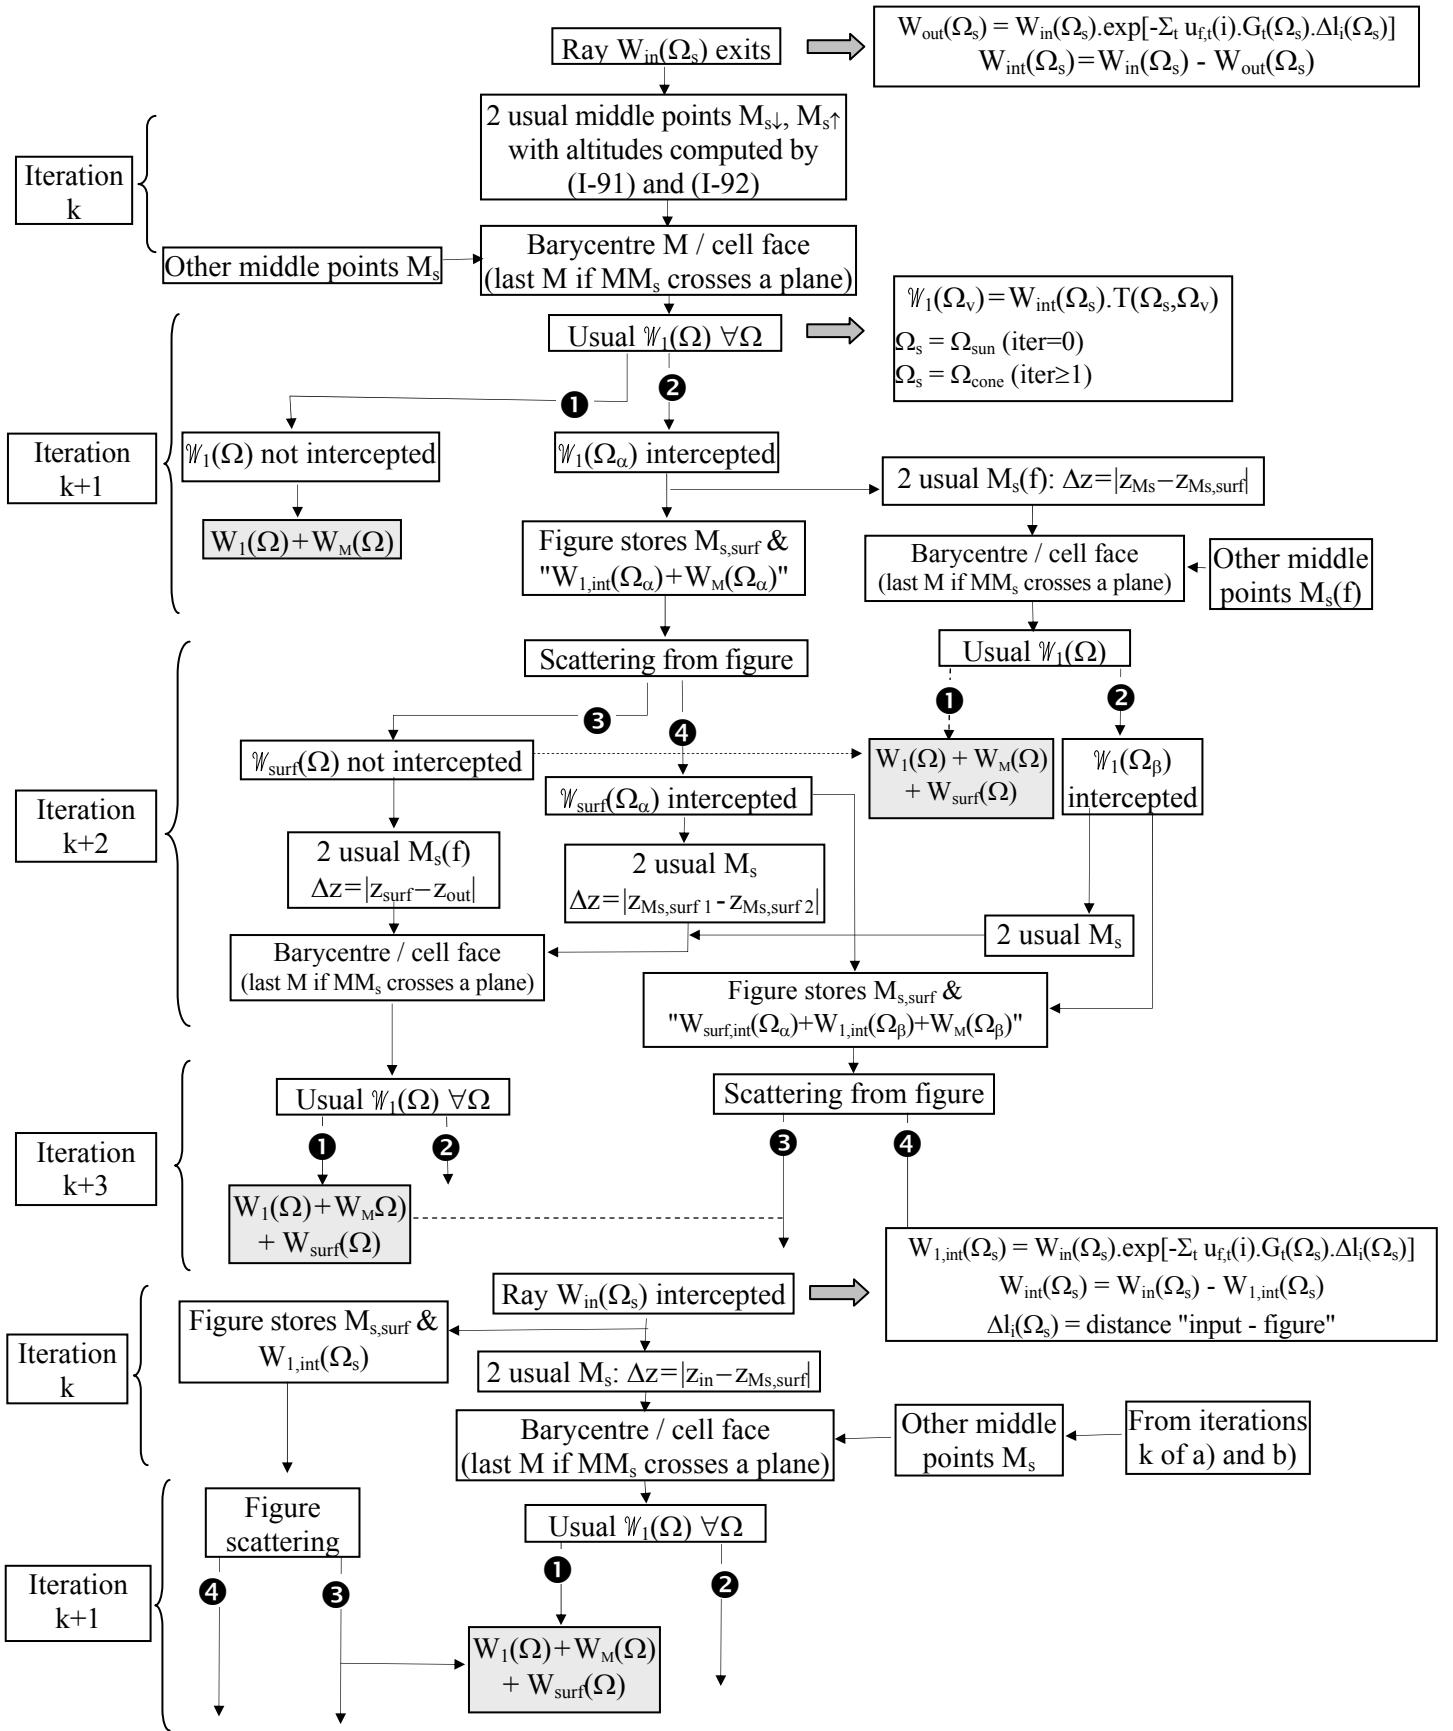 Ray W_in(Ω_s) exits
W_out(Ω_s) = W_in(Ω_s).exp[-Σ_t u_f,t(i).G_t(Ω_s).Δl_i(Ω_s)]
W_int(Ω_s)=W_in(Ω_s) - W_out(Ω_s)
2 usual middle points M_s↓, M_s↑
with altitudes computed by
(I-91) and (I-92)
Iteration
k
Other middle points M_s
Barycentre M / cell face
(last M if MM_s crosses a plane)
𝒲_1(Ω_v)=W_int(Ω_s).T(Ω_s,Ω_v)
Ω_s = Ω_sun (iter=0)
Ω_s = Ω_cone (iter≥1)
Usual 𝒲_1(Ω) ∀Ω
❶
❷
Iteration
k+1
𝒲_1(Ω) not intercepted
𝒲_1(Ω_α) intercepted
2 usual M_s(f): Δz=|z_Ms−z_Ms,surf|
W_1(Ω)+W_M(Ω)
Figure stores M_s,surf &
"W_1,int(Ω_α)+W_M(Ω_α)"
Barycentre / cell face
(last M if MM_s crosses a plane)
Other middle
points M_s(f)
Scattering from figure
Usual 𝒲_1(Ω)
❸
❹
❶
❷
Iteration
k+2
𝒲_surf(Ω) not intercepted
𝒲_surf(Ω_α) intercepted
W_1(Ω) + W_M(Ω)
+ W_surf(Ω)
𝒲_1(Ω_β)
intercepted
2 usual M_s(f)
Δz=|z_surf−z_out|
2 usual M_s
Δz=|z_Ms,surf 1 - z_Ms,surf 2|
2 usual M_s
Barycentre / cell face
(last M if MM_s crosses a plane)
Figure stores M_s,surf &
"W_surf,int(Ω_α)+W_1,int(Ω_β)+W_M(Ω_β)"
Usual 𝒲_1(Ω) ∀Ω
Scattering from figure
❶
❷
❸
❹
Iteration
k+3
W_1(Ω)+W_MΩ)
+ W_surf(Ω)
W_1,int(Ω_s) = W_in(Ω_s).exp[-Σ_t u_f,t(i).G_t(Ω_s).Δl_i(Ω_s)]
W_int(Ω_s) = W_in(Ω_s) - W_1,int(Ω_s)
Δl_i(Ω_s) = distance "input - figure"
Ray W_in(Ω_s) intercepted
Figure stores M_s,surf &
W_1,int(Ω_s)
Iteration
k
2 usual M_s: Δz=|z_in−z_Ms,surf|
Barycentre / cell face
(last M if MM_s crosses a plane)
Other middle
points M_s
From iterations
k of a) and b)
Figure
scattering
Usual 𝒲_1(Ω) ∀Ω
❹
❸
❶
❷
Iteration
k+1
W_1(Ω)+W_M(Ω)
+ W_surf(Ω)